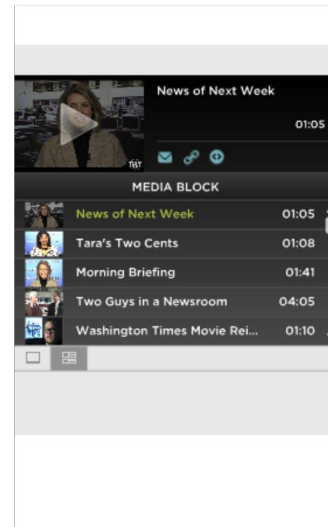 News of Next Week
01:05
MEDIA BLOCK
News of Next Week 01:05
Tara's Two Cents 01:08
Morning Briefing 01:41
Two Guys in a Newsroom 04:05
Washington Times Movie Rei... 01:10